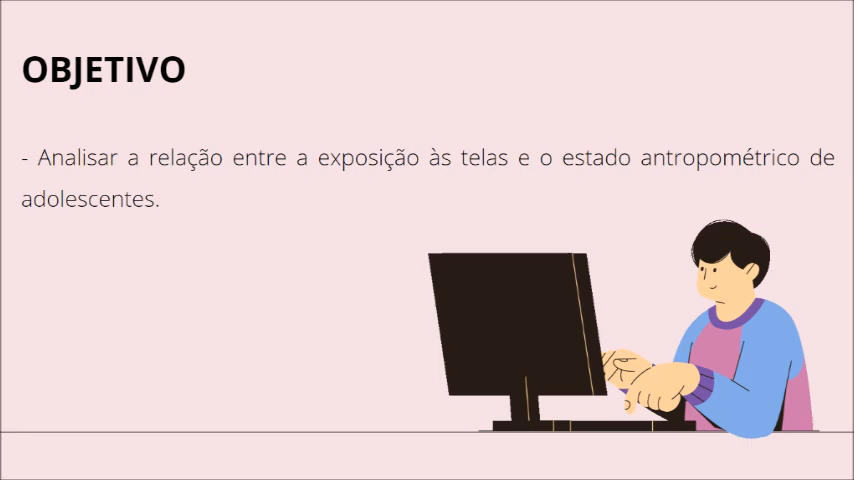 OBJETIVO
- Analisar a relação entre a exposição às telas e o estado antropométrico de
adolescentes.